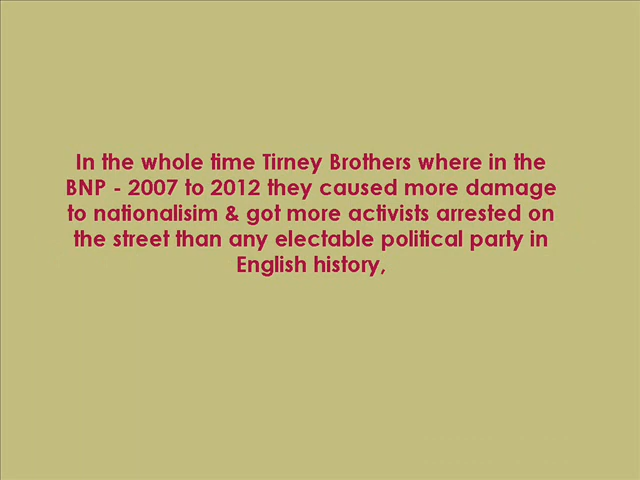 In the whole time Tirney Brothers where in the
BNP - 2007 to 2012 they caused more damage
to nationalisim & got more activists arrested on
the street than any electable political party in
English history,